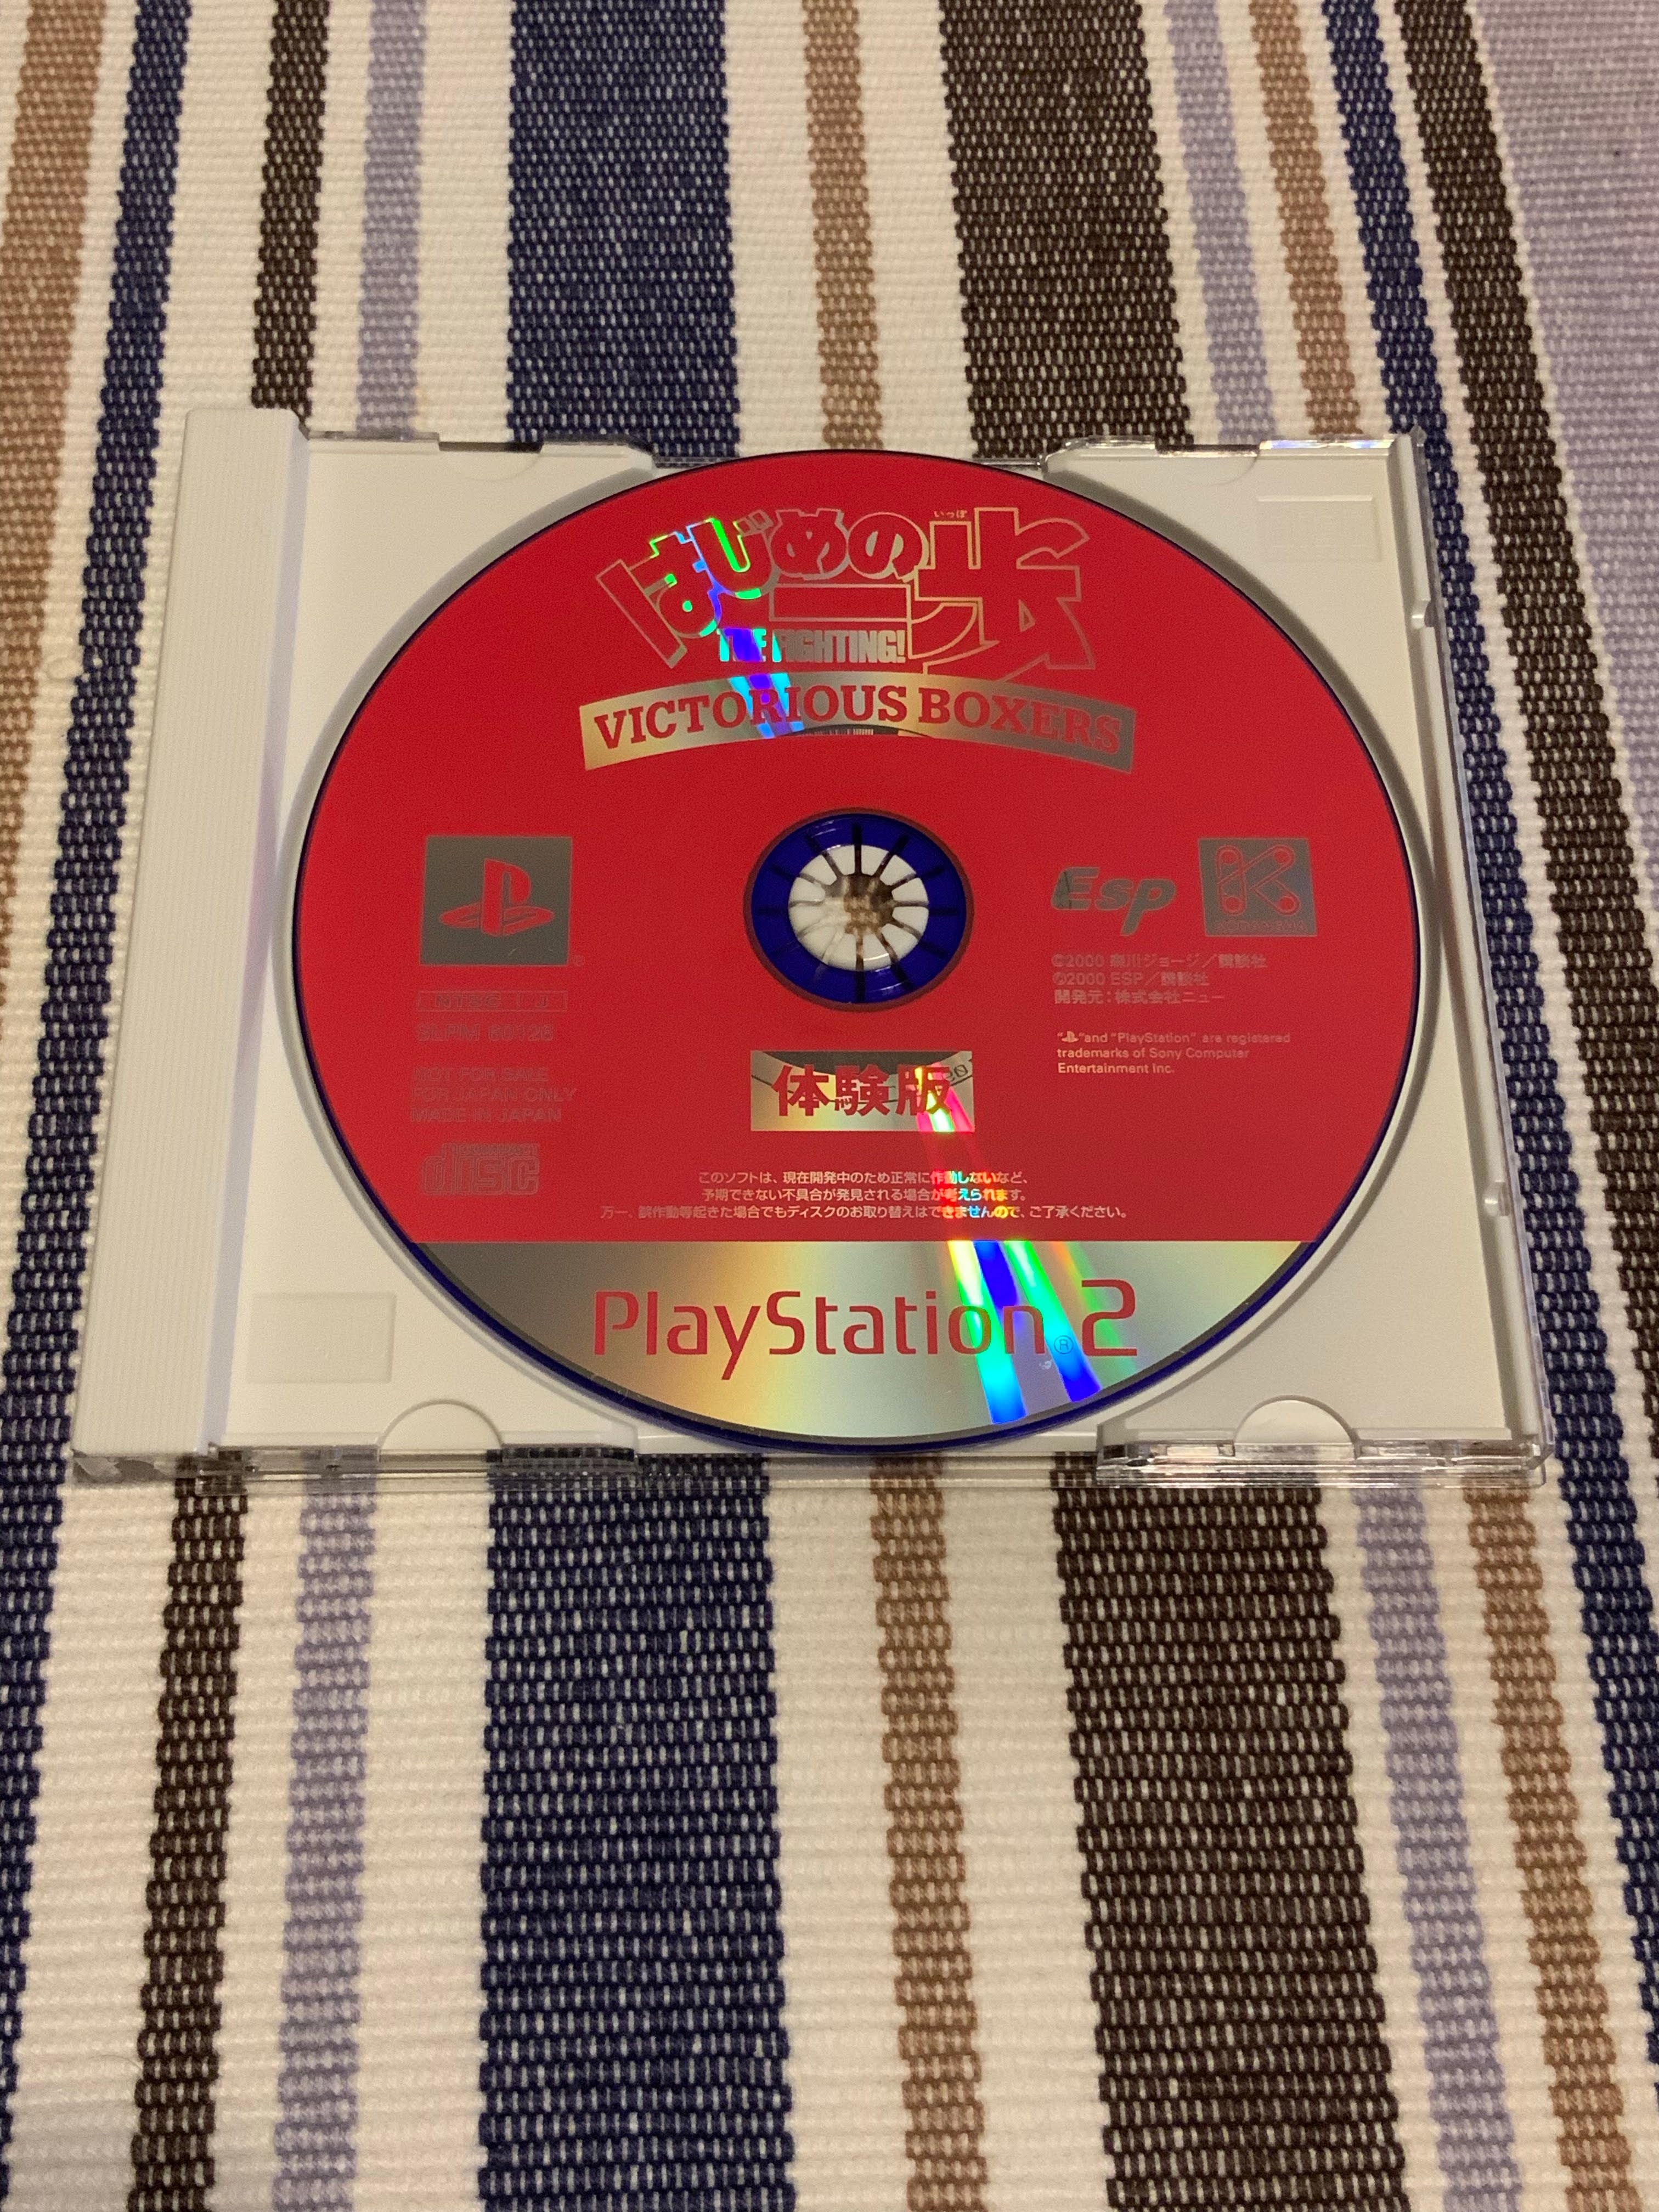 はじめの一歩
いっぽ
THE FIGHTING!
VICTORIOUS BOXERS
Esp
NTSC J
SLPM 60126
NOT FOR SALE
FOR JAPAN ONLY
MADE IN JAPAN
disc
©2000 森川ジョージ／講談社
©2000 ESP／講談社
開発元：株式会社ニュー
"and "PlayStation" are registered
trademarks of Sony Computer
Entertainment Inc.
体験版
このソフトは、現在開発中のため正常に作動しないなど、
予期できない不具合が発見される場合が考えられます。
万一、誤作動等起きた場合でもディスクのお取り替えはできませんので、ご了承ください。
PlayStation®2